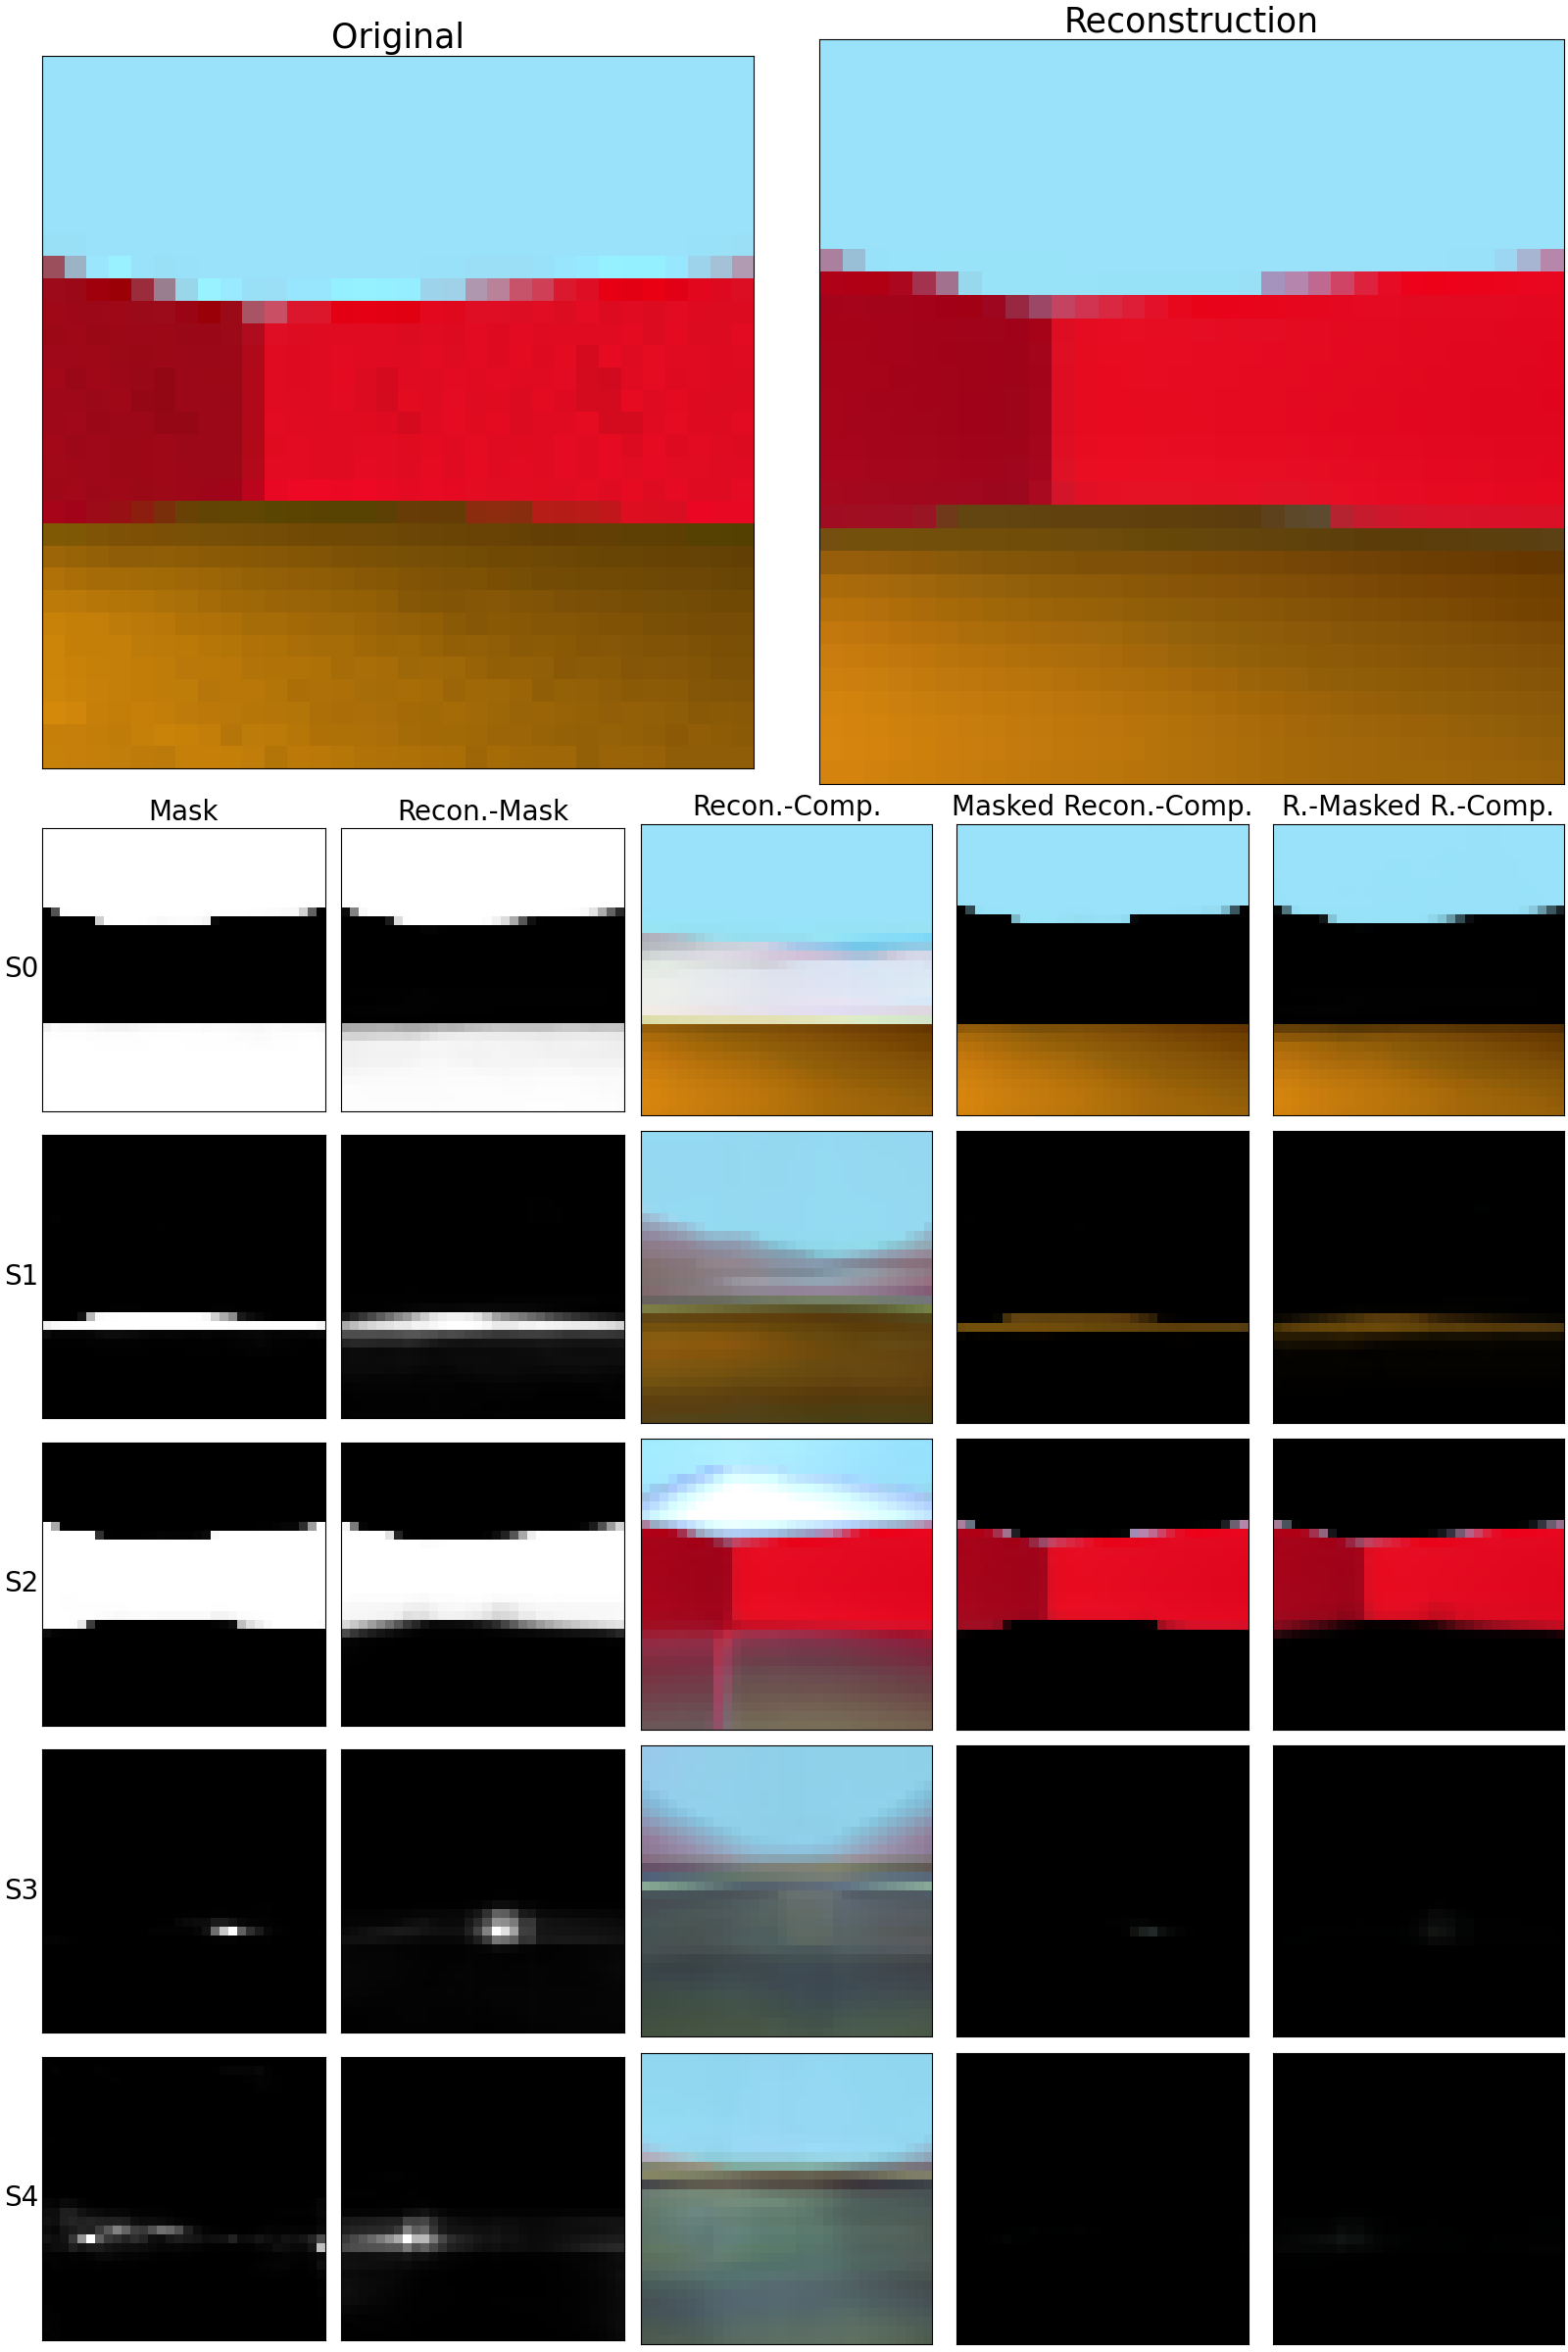 Original
Reconstruction
Mask
Recon.-Mask
Recon.-Comp.
Masked Recon.-Comp.
R.-Masked R.-Comp.
S0
S1
S2
S3
S4